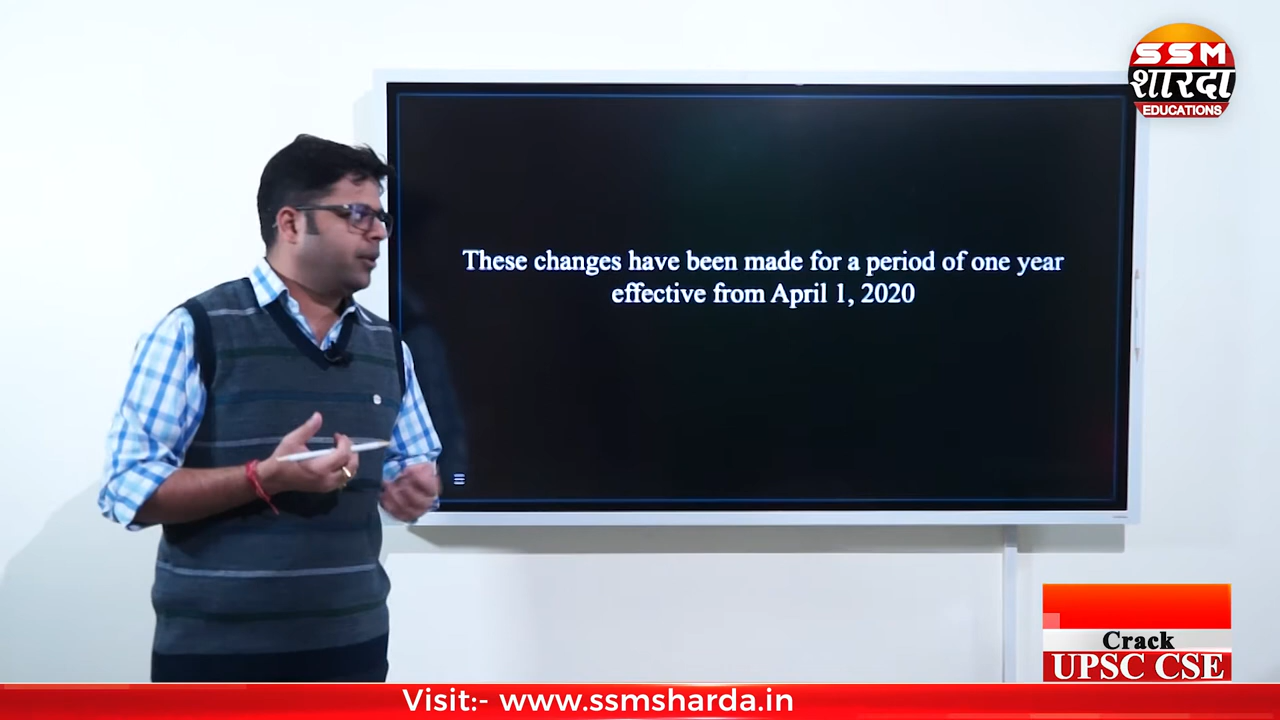 SSM
शारदा
EDUCATIONS
These changes have been made for a period of one year
effective from April 1, 2020
Crack
UPSC CSE
Visit:- www.ssmsharda.in